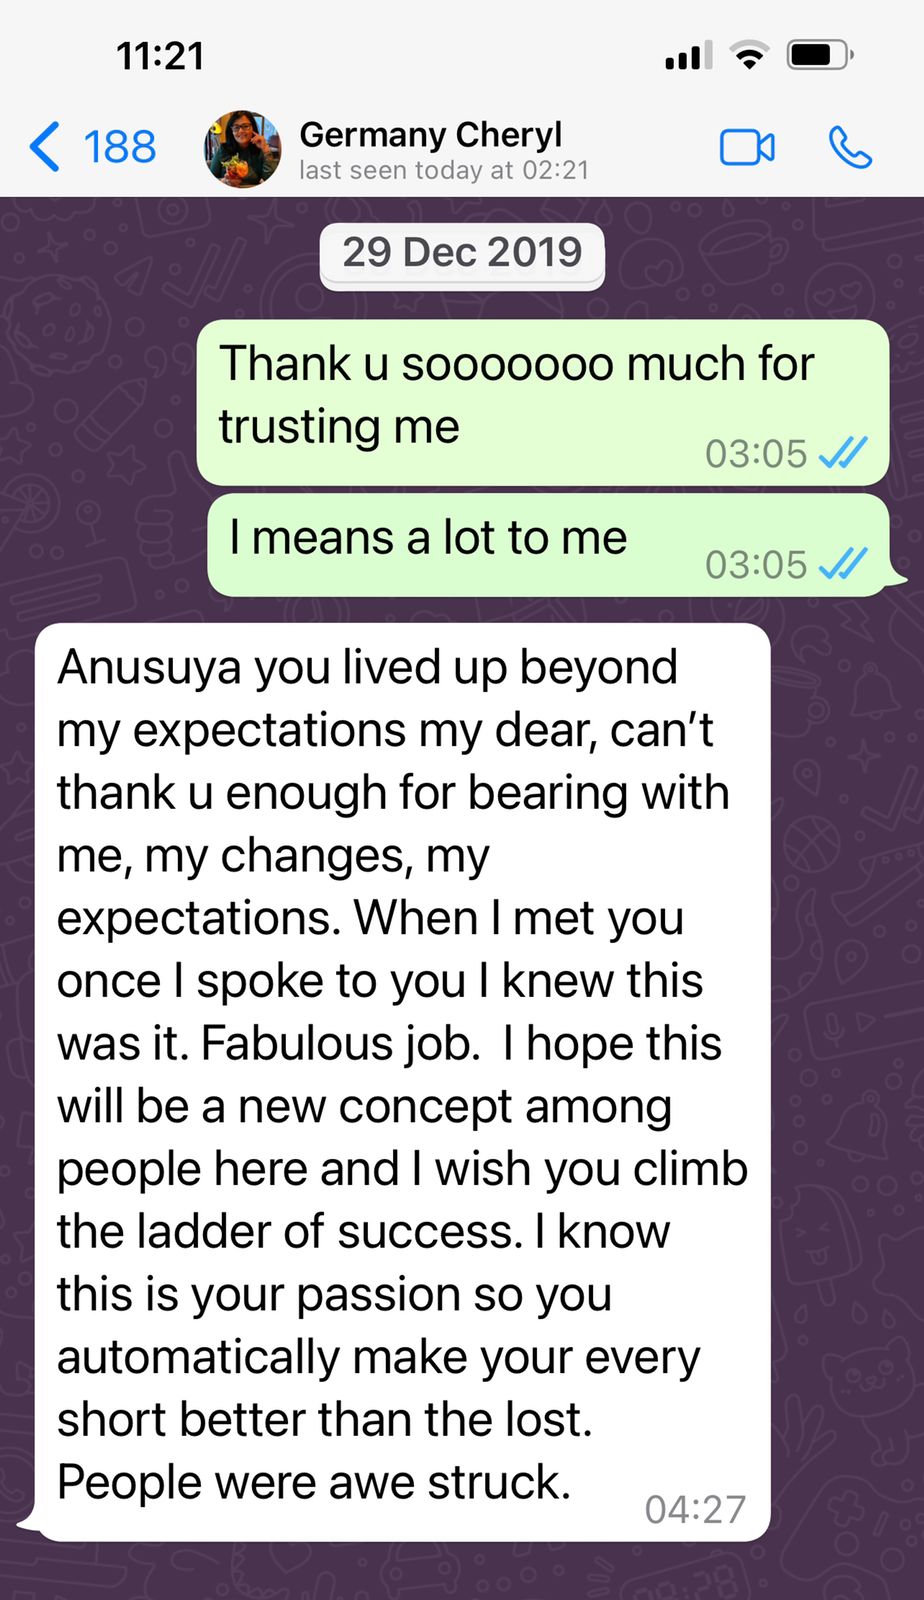 11:21
188
Germany Cheryl
last seen today at 02:21
29 Dec 2019
Thank u sooooooo much for
trusting me
03:05
I means a lot to me
03:05
Anusuya you lived up beyond
my expectations my dear, can't
thank u enough for bearing with
me, my changes, my
expectations. When I met you
once I spoke to you I knew this
was it. Fabulous job.  I hope this
will be a new concept among
people here and I wish you climb
the ladder of success. I know
this is your passion so you
automatically make your every
short better than the lost.
People were awe struck.
04:27